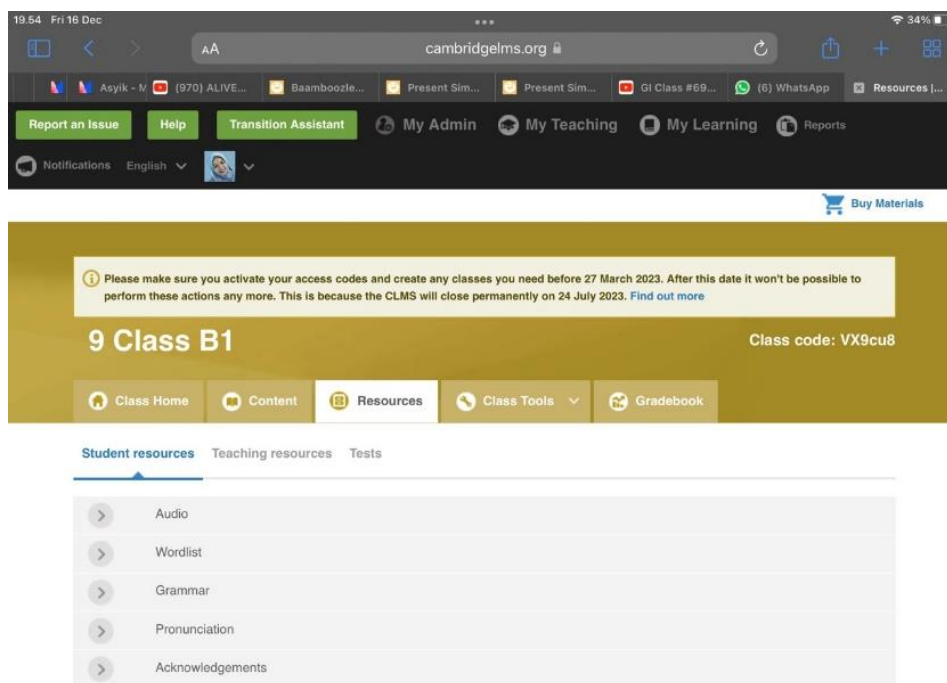 19.54 Fri 16 Dec
34%
AA
cambridgelms.org
Asyik - M
(970) ALIVE...
Baamboozle...
Present Sim...
Present Sim...
GI Class #69...
(6) WhatsApp
Resources |...
Report an Issue
Help
Transition Assistant
My Admin
My Teaching
My Learning
Reports
Notifications
English
Buy Materials
Please make sure you activate your access codes and create any classes you need before 27 March 2023. After this date it won't be possible to
perform these actions any more. This is because the CLMS will close permanently on 24 July 2023. Find out more
9 Class B1
Class code: VX9cu8
Class Home
Content
Resources
Class Tools
Gradebook
Student resources
Teaching resources
Tests
Audio
Wordlist
Grammar
Pronunciation
Acknowledgements